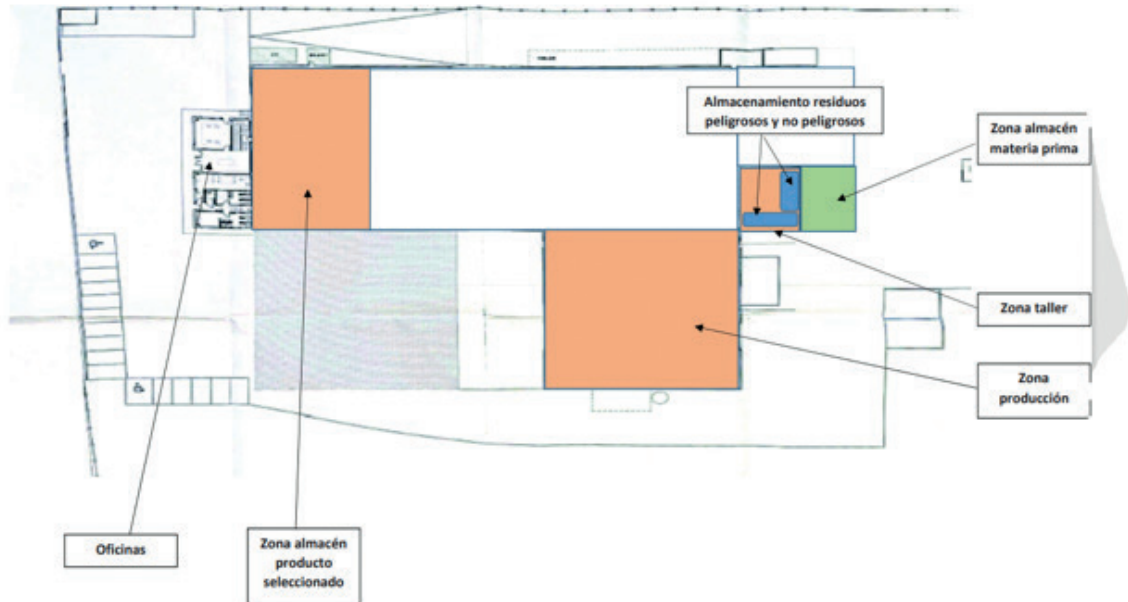 Almacenamiento residuos
peligrosos y no peligrosos
Zona almacén
materia prima
Zona taller
Zona
producción
Oficinas
Zona almacén
producto
seleccionado